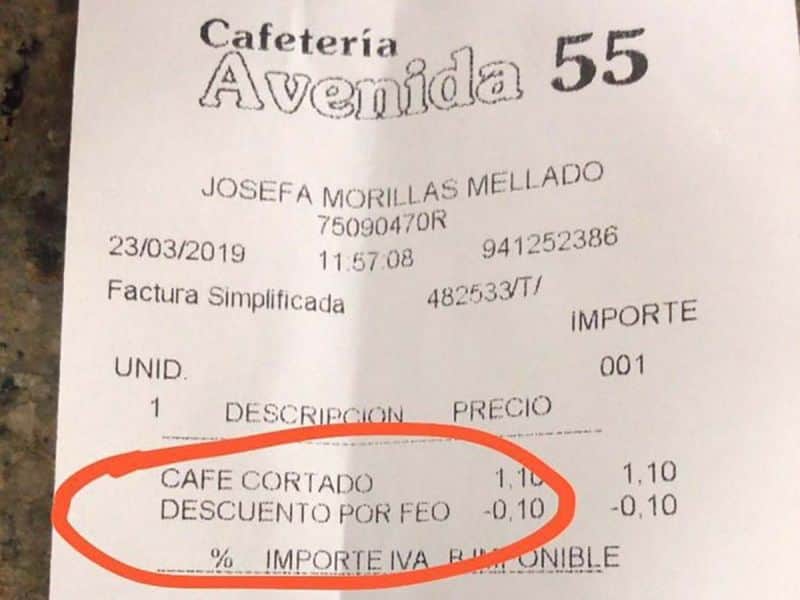 Cafetería
Avenida 55
JOSEFA MORILLAS MELLADO
75090470R
23/03/2019 11:57:08 941252386
Factura Simplificada 482533/T/
IMPORTE
UNID. 001
1 DESCRIPCION PRECIO
CAFE CORTADO 1,10 1,10
DESCUENTO POR FEO -0,10 -0,10
% IMPORTE IVA B.IMPONIBLE